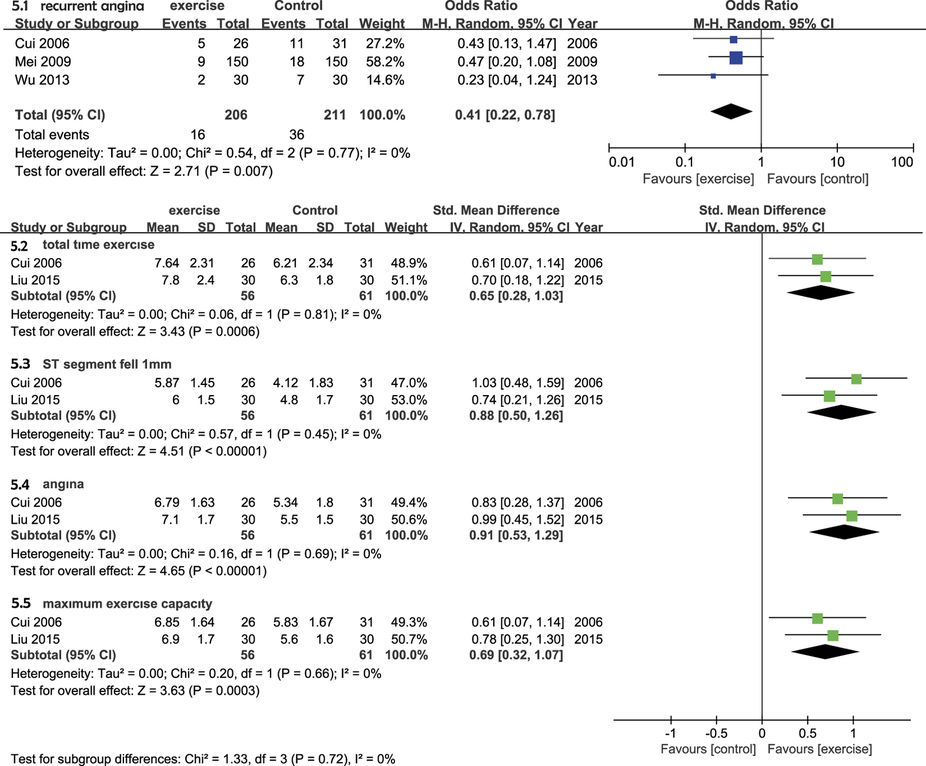 5.1 recurrent angina exercise Control Odds Ratio Odds Ratio
Study or Subgroup Events Total Events Total Weight M-H, Random, 95% CI Year M-H, Random, 95% CI
Cui 2006 5 26 11 31 27.2% 0.43 [0.13, 1.47] 2006
Mei 2009 9 150 18 150 58.2% 0.47 [0.20, 1.08] 2009
Wu 2013 2 30 7 30 14.6% 0.23 [0.04, 1.24] 2013
Total (95% CI) 206 211 100.0% 0.41 [0.22, 0.78]
Total events 16 36
Heterogeneity: Tau² = 0.00; Chi² = 0.54, df = 2 (P = 0.77); I² = 0%
Test for overall effect: Z = 2.71 (P = 0.007)
0.01 0.1 1 10 100
Favours [exercise] Favours [control]
exercise Control Std. Mean Difference Std. Mean Difference
Study or Subgroup Mean SD Total Mean SD Total Weight IV, Random, 95% CI Year IV, Random, 95% CI
5.2 total time exercise
Cui 2006 7.64 2.31 26 6.21 2.34 31 48.9% 0.61 [0.07, 1.14] 2006
Liu 2015 7.8 2.4 30 6.3 1.8 30 51.1% 0.70 [0.18, 1.22] 2015
Subtotal (95% CI) 56 61 100.0% 0.65 [0.28, 1.03]
Heterogeneity: Tau² = 0.00; Chi² = 0.06, df = 1 (P = 0.81); I² = 0%
Test for overall effect: Z = 3.43 (P = 0.0006)
5.3 ST segment fell 1mm
Cui 2006 5.87 1.45 26 4.12 1.83 31 47.0% 1.03 [0.48, 1.59] 2006
Liu 2015 6 1.5 30 4.8 1.7 30 53.0% 0.74 [0.21, 1.26] 2015
Subtotal (95% CI) 56 61 100.0% 0.88 [0.50, 1.26]
Heterogeneity: Tau² = 0.00; Chi² = 0.57, df = 1 (P = 0.45); I² = 0%
Test for overall effect: Z = 4.51 (P < 0.00001)
5.4 angina
Cui 2006 6.79 1.63 26 5.34 1.8 31 49.4% 0.83 [0.28, 1.37] 2006
Liu 2015 7.1 1.7 30 5.5 1.5 30 50.6% 0.99 [0.45, 1.52] 2015
Subtotal (95% CI) 56 61 100.0% 0.91 [0.53, 1.29]
Heterogeneity: Tau² = 0.00; Chi² = 0.16, df = 1 (P = 0.69); I² = 0%
Test for overall effect: Z = 4.65 (P < 0.00001)
5.5 maximum exercise capacity
Cui 2006 6.85 1.64 26 5.83 1.67 31 49.3% 0.61 [0.07, 1.14] 2006
Liu 2015 6.9 1.7 30 5.6 1.6 30 50.7% 0.78 [0.25, 1.30] 2015
Subtotal (95% CI) 56 61 100.0% 0.69 [0.32, 1.07]
Heterogeneity: Tau² = 0.00; Chi² = 0.20, df = 1 (P = 0.66); I² = 0%
Test for overall effect: Z = 3.63 (P = 0.0003)
-1 -0.5 0 0.5 1
Favours [control] Favours [exercise]
Test for subgroup differences: Chi² = 1.33, df = 3 (P = 0.72), I² = 0%